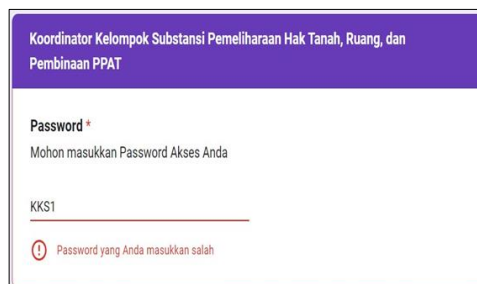 Koordinator Kelompok Substansi Pemeliharaan Hak Tanah, Ruang, dan
Pembinaan PPAT
Password *
Mohon masukkan Password Akses Anda
KKS1
Password yang Anda masukkan salah